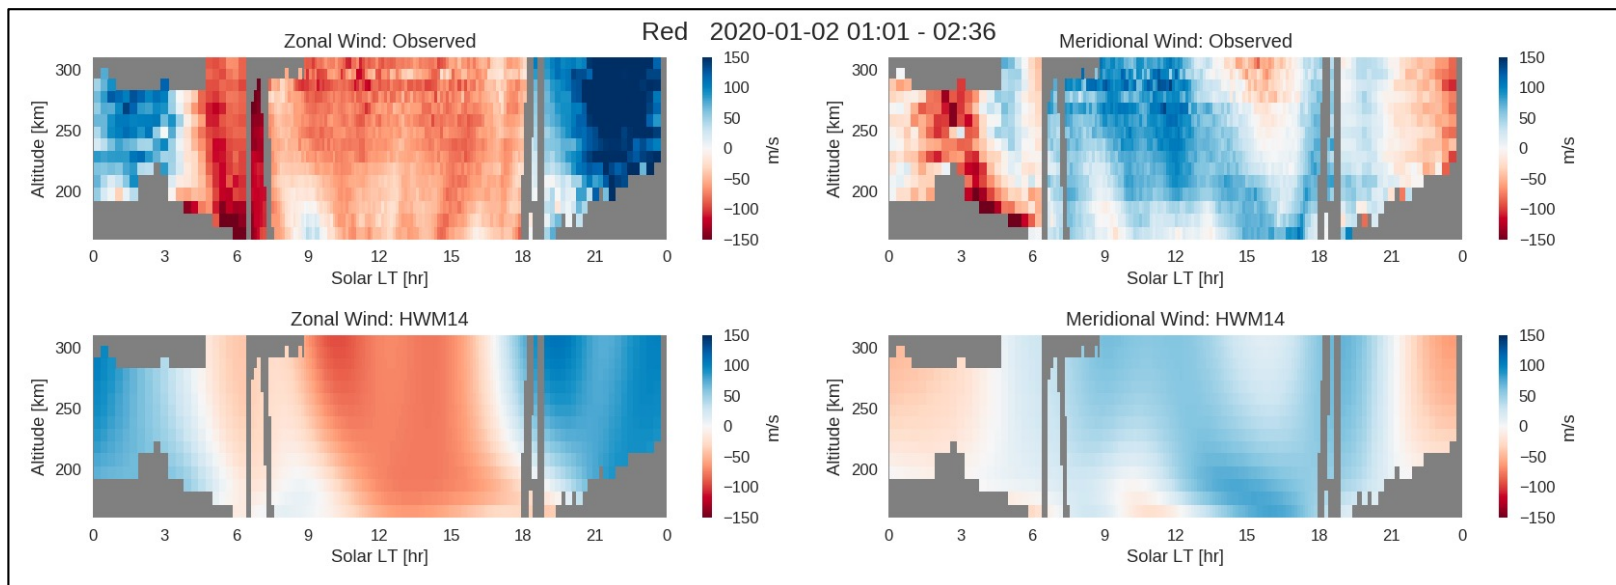 Red 2020-01-02 01:01 - 02:36
Zonal Wind: Observed
Altitude [km]
300
250
200
0 3 6 9 12 15 18 21 0
Solar LT [hr]
150
100
50
0
−50
−100
−150
m/s
Meridional Wind: Observed
Altitude [km]
300
250
200
0 3 6 9 12 15 18 21 0
Solar LT [hr]
150
100
50
0
−50
−100
−150
m/s
Zonal Wind: HWM14
Altitude [km]
300
250
200
0 3 6 9 12 15 18 21 0
Solar LT [hr]
150
100
50
0
−50
−100
−150
m/s
Meridional Wind: HWM14
Altitude [km]
300
250
200
0 3 6 9 12 15 18 21 0
Solar LT [hr]
150
100
50
0
−50
−100
−150
m/s